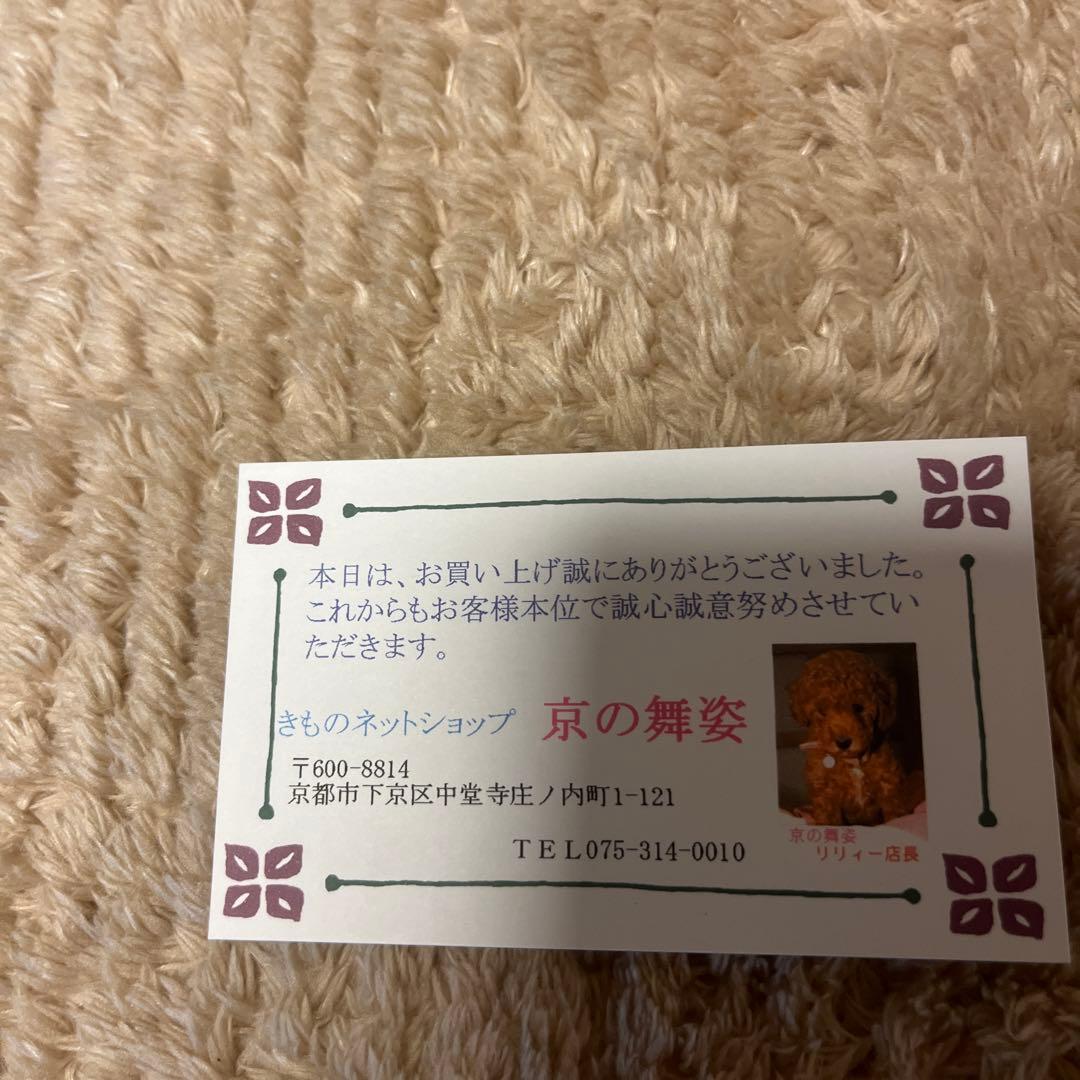 本日は、お買い上げ誠にありがとうございました。
これからもお客様本位で誠心誠意努めさせてい
ただきます。
きものネットショップ 京の舞姿
〒600-8814
京都市下京区中堂寺庄ノ内町1-121
ＴＥＬ075-314-0010
京の舞姿
リリィー店長